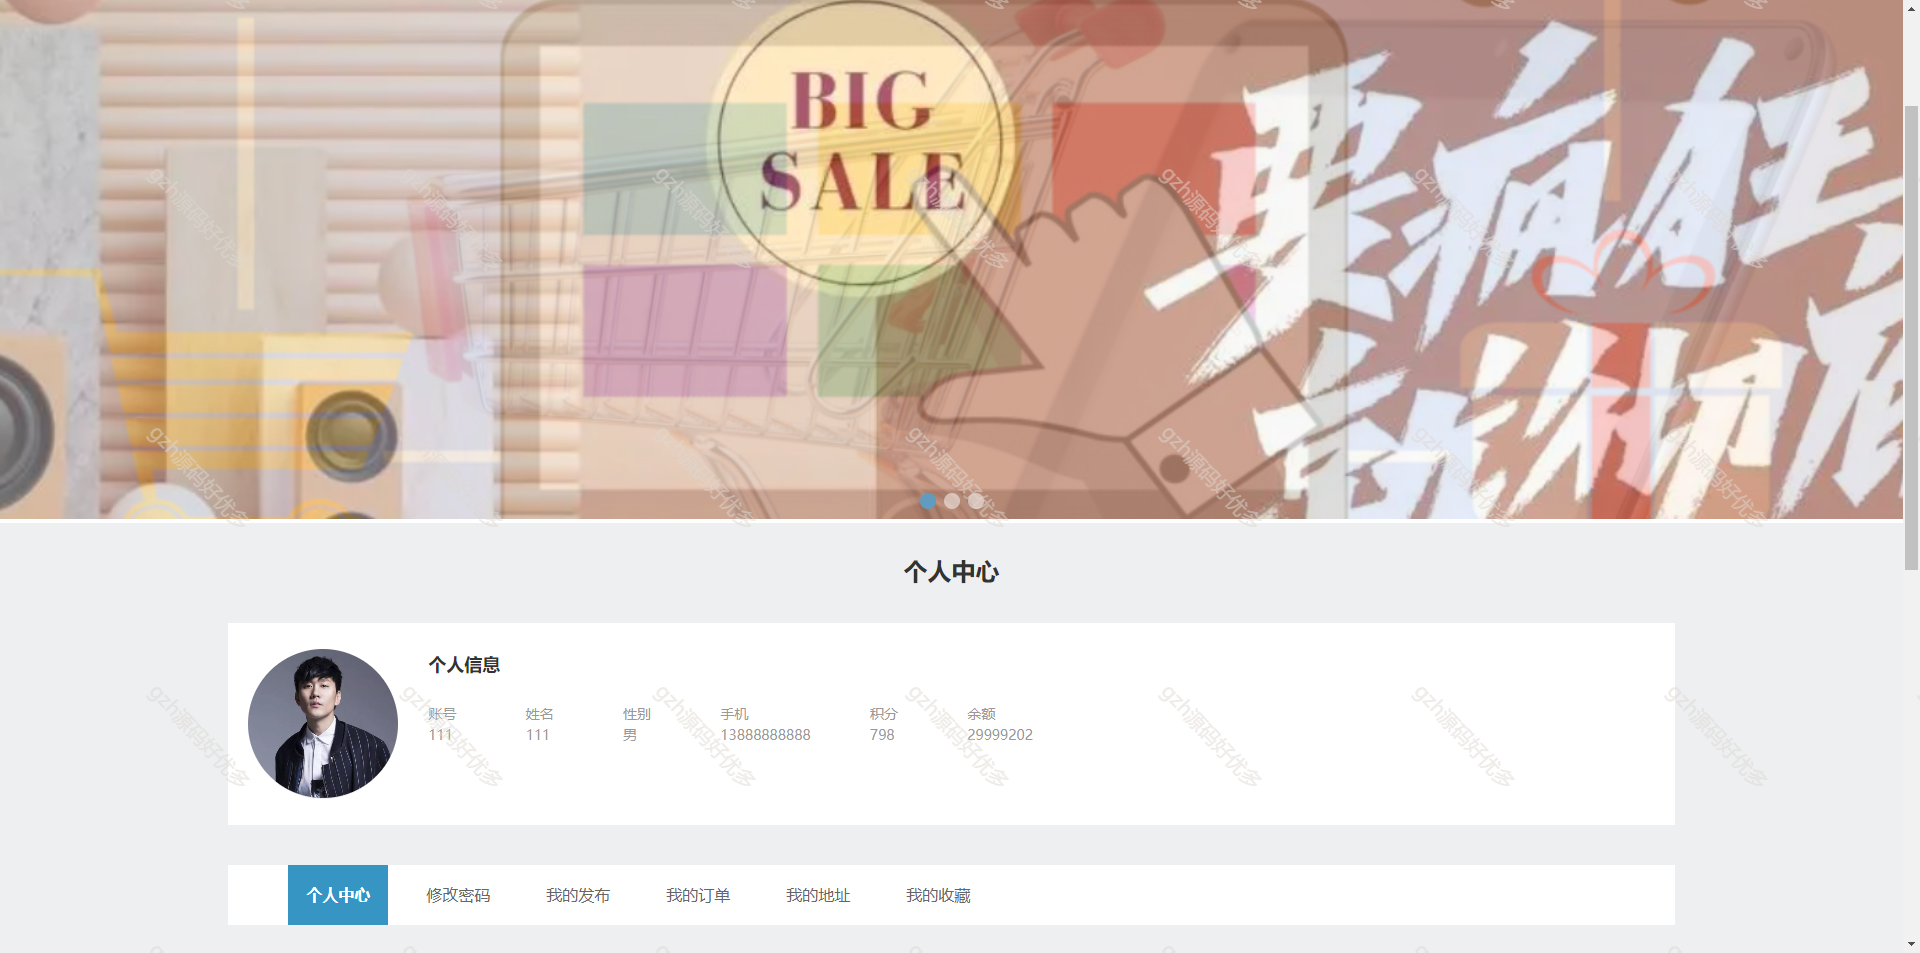 BIG
SALE
要疯狂
个人中心
个人信息
账号 姓名 性别 手机 积分 余额
111 111 男 13888888888 798 29999202
个人中心 修改密码 我的发布 我的订单 我的地址 我的收藏
gzh源码好优多